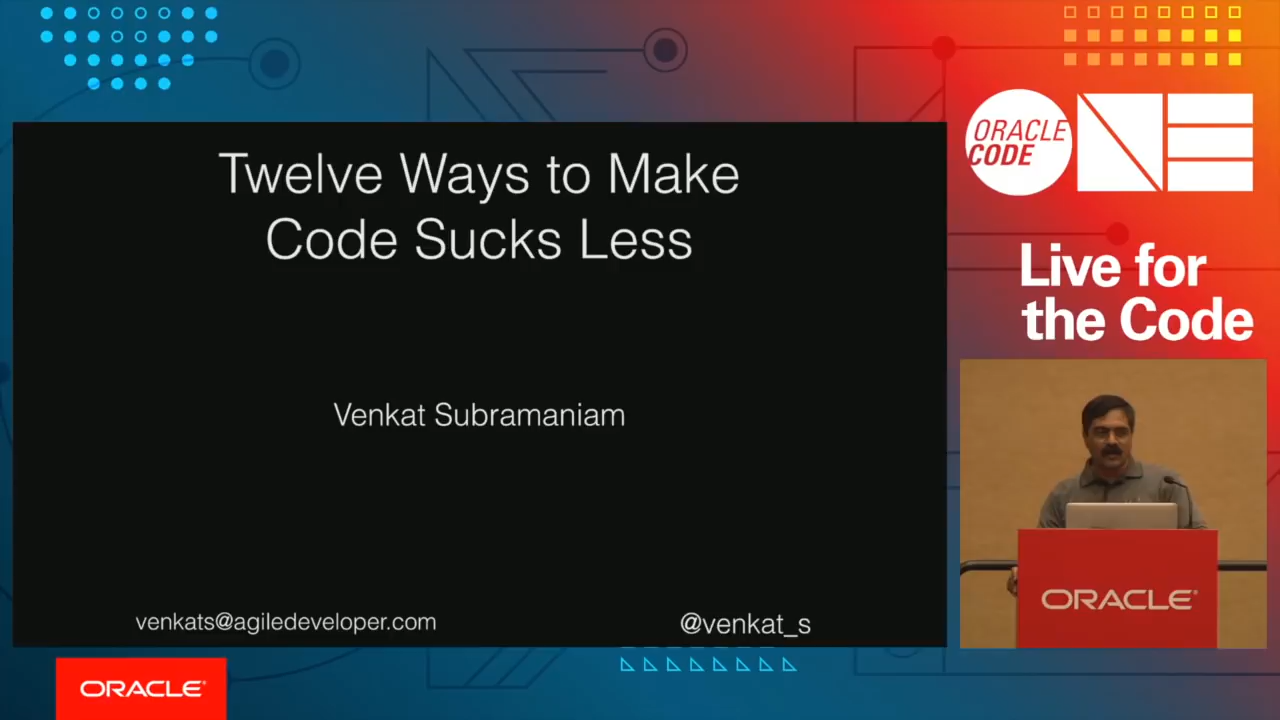 Twelve Ways to Make
Code Sucks Less
Venkat Subramaniam
venkats@agiledeveloper.com
@venkat_s
ORACLE
CODE
ONE
Live for
the Code
ORACLE
ORACLE